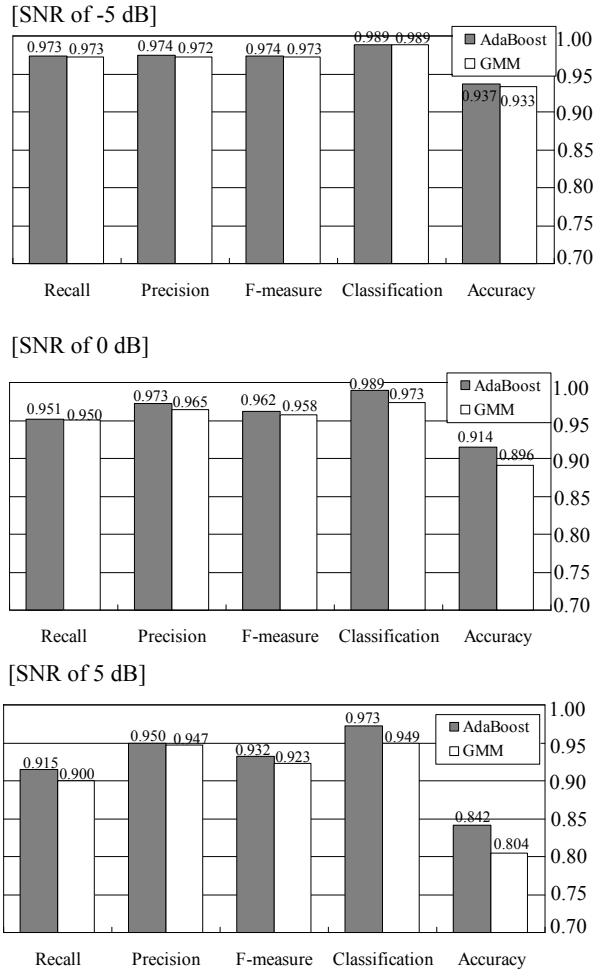 [SNR of -5 dB]
0.973 0.973 0.974 0.972 0.974 0.973 0.989 0.989 0.937 0.933
AdaBoost
GMM
1.00
0.95
0.90
0.85
0.80
0.75
0.70
Recall Precision F-measure Classification Accuracy
[SNR of 0 dB]
0.951 0.950 0.973 0.965 0.962 0.958 0.989 0.973 0.914 0.896
AdaBoost
GMM
1.00
0.95
0.90
0.85
0.80
0.75
0.70
Recall Precision F-measure Classification Accuracy
[SNR of 5 dB]
0.915 0.900 0.950 0.947 0.932 0.923 0.973 0.949 0.842 0.804
AdaBoost
GMM
1.00
0.95
0.90
0.85
0.80
0.70
Recall Precision F-measure Classification Accuracy